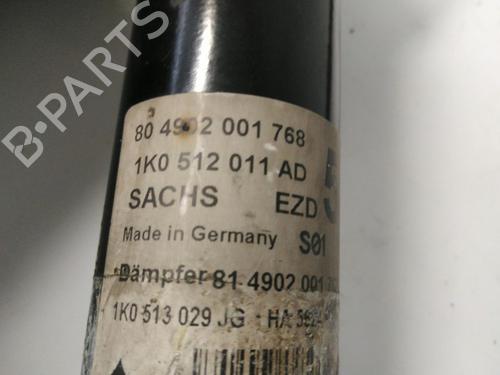 80 4902 001 768
1K0 512 011 AD
SACHS EZD
Made in Germany S01
Dämpfer 81 4902 001
1K0 513 029 JG - HA
B PARTS